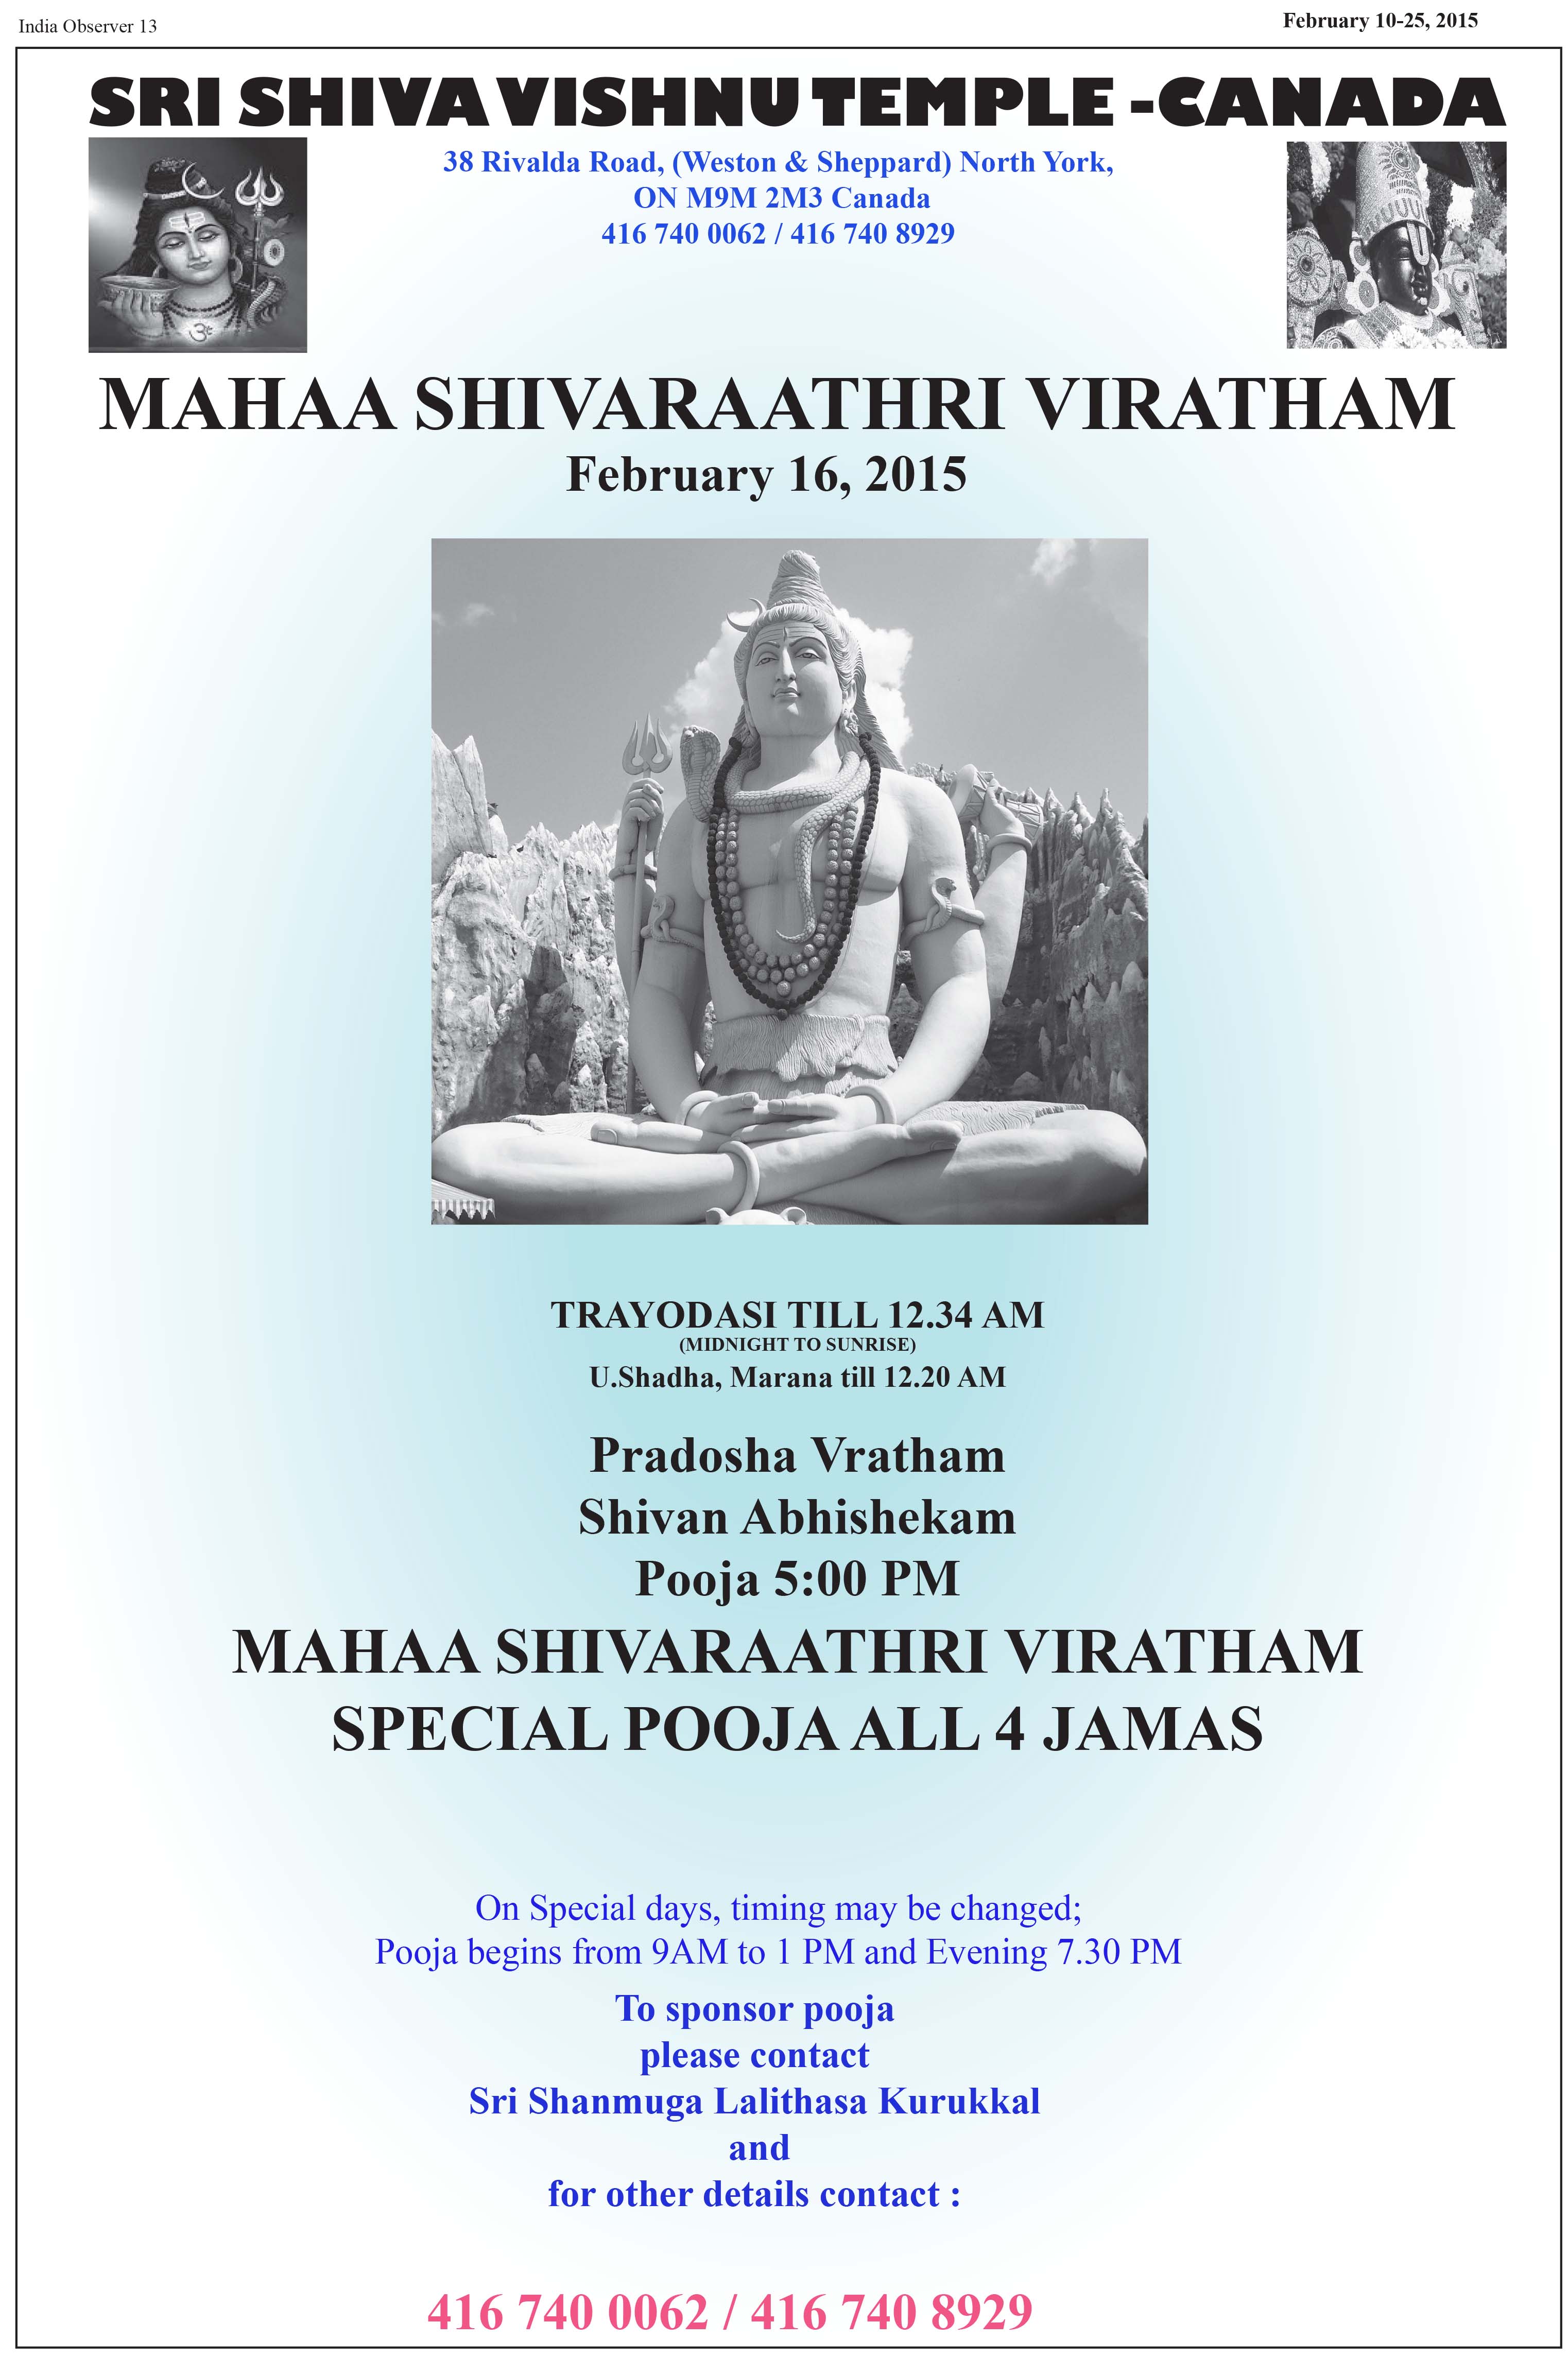 India Observer 13
February 10-25, 2015
SRI SHIVA VISHNU TEMPLE -CANADA
38 Rivalda Road, (Weston & Sheppard) North York,
ON M9M 2M3 Canada
416 740 0062 / 416 740 8929
MAHAA SHIVARAATHRI VIRATHAM
February 16, 2015
TRAYODASI TILL 12.34 AM
(MIDNIGHT TO SUNRISE)
U.Shadha, Marana till 12.20 AM
Pradosha Vratham
Shivan Abhishekam
Pooja 5:00 PM
MAHAA SHIVARAATHRI VIRATHAM
SPECIAL POOJA ALL 4 JAMAS
On Special days, timing may be changed;
Pooja begins from 9AM to 1 PM and Evening 7.30 PM
To sponsor pooja
please contact
Sri Shanmuga Lalithasa Kurukkal
and
for other details contact :
416 740 0062 / 416 740 8929